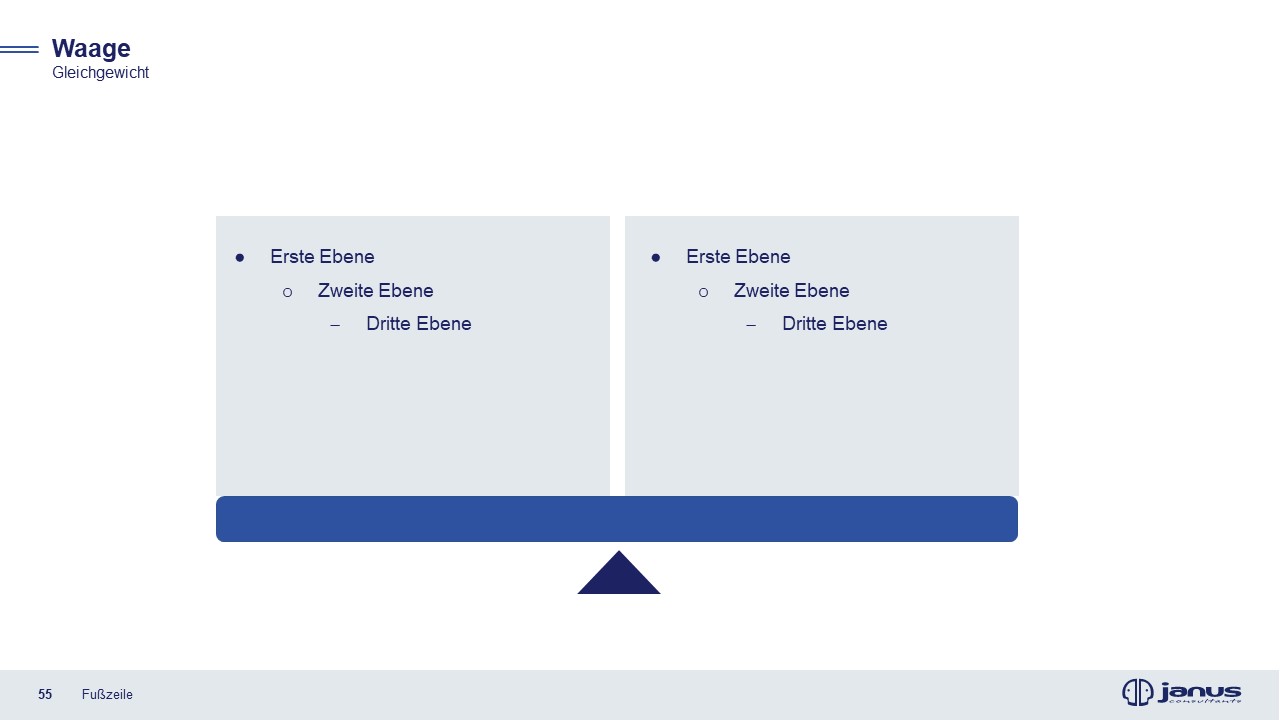 Waage
Gleichgewicht
● Erste Ebene
o Zweite Ebene
– Dritte Ebene
● Erste Ebene
o Zweite Ebene
– Dritte Ebene
55 Fußzeile
janus
consultants